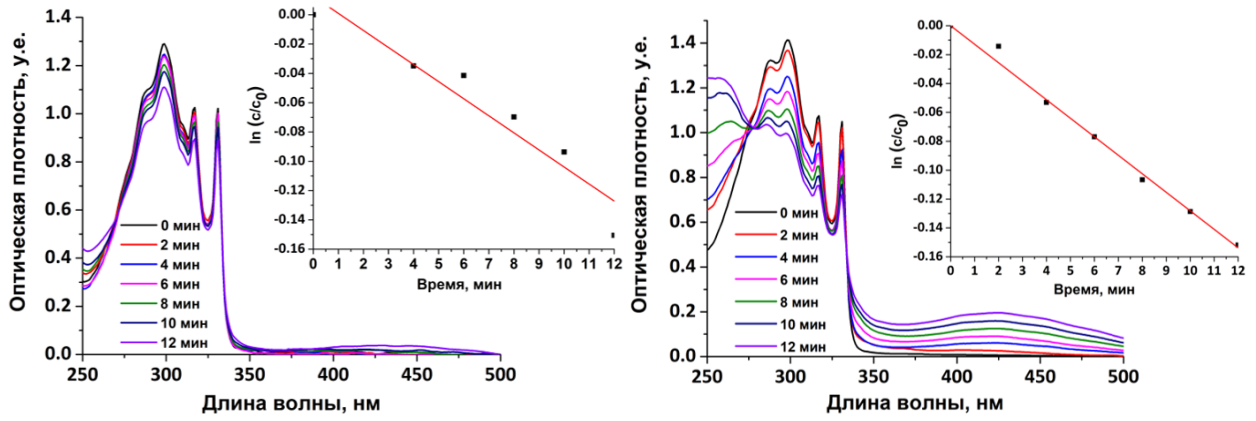 Оптическая плотность, у.е.
1.4
1.2
1.0
0.8
0.6
0.4
0.2
0.0
250
300
350
400
450
500
Длина волны, нм
0 мин
2 мин
4 мин
6 мин
8 мин
10 мин
12 мин
ln (c/c0)
0.00
-0.02
-0.04
-0.06
-0.08
-0.10
-0.12
-0.14
-0.16
0 1 2 3 4 5 6 7 8 9 10 11 12
Время, мин
Оптическая плотность, у.е.
1.4
1.2
1.0
0.8
0.6
0.4
0.2
0.0
250
300
350
400
450
500
Длина волны, нм
0 мин
2 мин
4 мин
6 мин
8 мин
10 мин
12 мин
ln (c/c0)
0.00
-0.02
-0.04
-0.06
-0.08
-0.10
-0.12
-0.14
-0.16
0 1 2 3 4 5 6 7 8 9 10 11 12
Время, мин